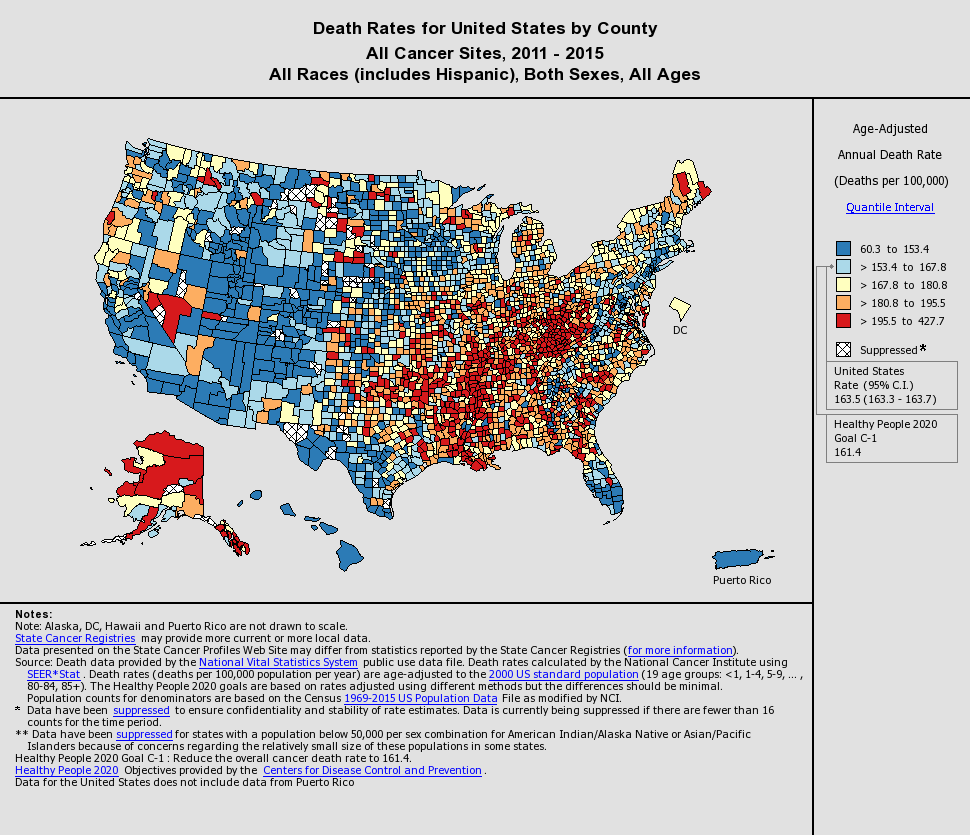 Death Rates for United States by County
All Cancer Sites, 2011 - 2015
All Races (includes Hispanic), Both Sexes, All Ages
Age-Adjusted
Annual Death Rate
(Deaths per 100,000)
Quantile Interval
60.3 to 153.4
> 153.4 to 167.8
> 167.8 to 180.8
> 180.8 to 195.5
> 195.5 to 427.7
Suppressed *
United States
Rate (95% C.I.)
163.5 (163.3 - 163.7)
Healthy People 2020
Goal C-1
161.4
DC
Puerto Rico
Notes:
Note: Alaska, DC, Hawaii and Puerto Rico are not drawn to scale.
State Cancer Registries may provide more current or more local data.
Data presented on the State Cancer Profiles Web Site may differ from statistics reported by the State Cancer Registries (for more information).
Source: Death data provided by the National Vital Statistics System public use data file. Death rates calculated by the National Cancer Institute using
SEER*Stat . Death rates (deaths per 100,000 population per year) are age-adjusted to the 2000 US standard population (19 age groups: <1, 1-4, 5-9, ... ,
80-84, 85+). The Healthy People 2020 goals are based on rates adjusted using different methods but the differences should be minimal.
Population counts for denominators are based on the Census 1969-2015 US Population Data File as modified by NCI.
* Data have been suppressed to ensure confidentiality and stability of rate estimates. Data is currently being suppressed if there are fewer than 16
counts for the time period.
** Data have been suppressed for states with a population below 50,000 per sex combination for American Indian/Alaska Native or Asian/Pacific
Islanders because of concerns regarding the relatively small size of these populations in some states.
Healthy People 2020 Goal C-1 : Reduce the overall cancer death rate to 161.4.
Healthy People 2020 Objectives provided by the Centers for Disease Control and Prevention .
Data for the United States does not include data from Puerto Rico